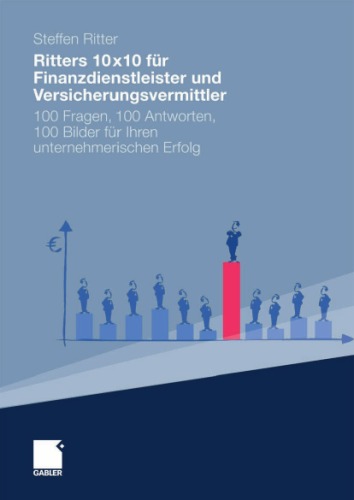 Steffen Ritter
Ritters 10x10 für
Finanzdienstleister und
Versicherungsvermittler
100 Fragen, 100 Antworten,
100 Bilder für Ihren
unternehmerischen Erfolg
€
GABLER